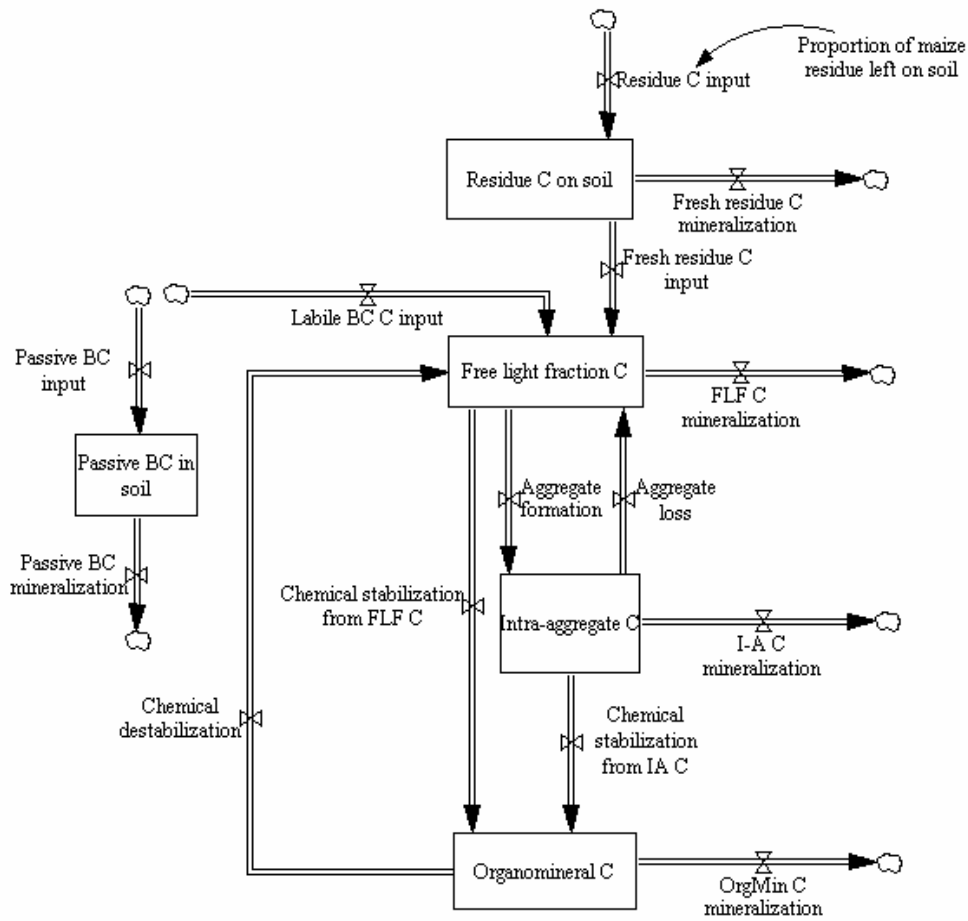 Proportion of maize
residue left on soil
Residue C input
Residue C on soil
Fresh residue C
mineralization
Fresh residue C
input
Labile BC C input
Passive BC
input
Free light fraction C
FLF C
mineralization
Passive BC in
soil
Aggregate
formation
Aggregate
loss
Passive BC
mineralization
Chemical stabilization
from FLF C
Intra-aggregate C
I-A C
mineralization
Chemical
destabilization
Chemical
stabilization
from IA C
Organomineral C
OrgMin C
mineralization